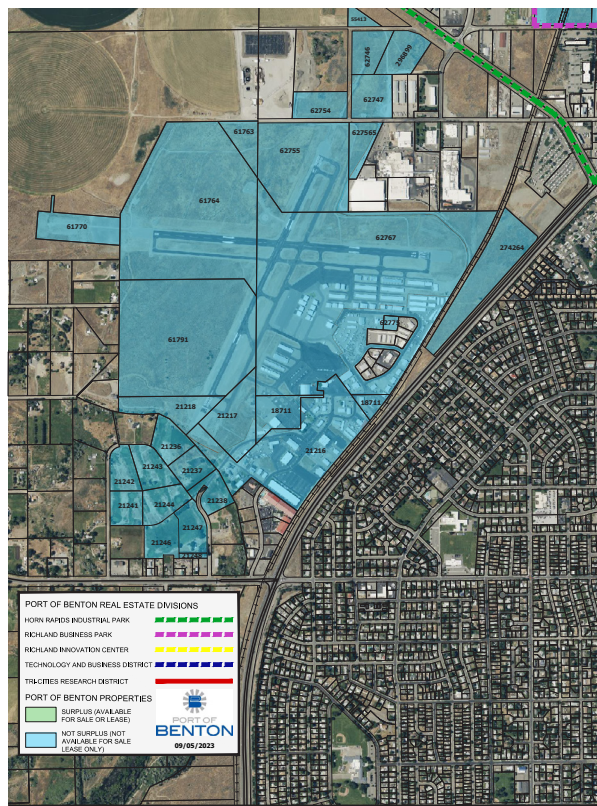 55413
62746
296899
62754
62747
61763
62755
627565
61764
61770
62767
274264
62775
61791
21218
21217
18711
18711
21236
21216
21243
21237
21242
21241
21244
21238
21247
21246
PORT OF BENTON REAL ESTATE DIVISIONS
HORN RAPIDS INDUSTRIAL PARK
RICHLAND BUSINESS PARK
RICHLAND INNOVATION CENTER
TECHNOLOGY AND BUSINESS DISTRICT
TRI-CITIES RESEARCH DISTRICT
PORT OF BENTON PROPERTIES
SURPLUS (AVAILABLE
FOR SALE OR LEASE)
NOT SURPLUS (NOT
AVAILABLE FOR SALE
LEASE ONLY)
PORT OF
BENTON
09/05/2023